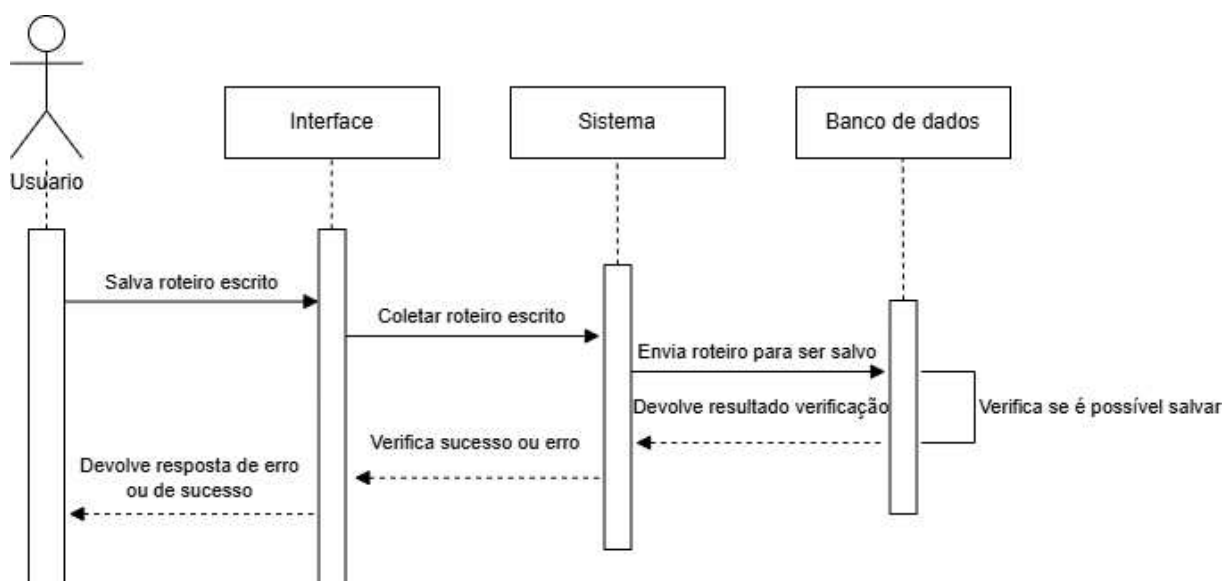 Interface
Sistema
Banco de dados
Usuario
Salva roteiro escrito
Coletar roteiro escrito
Envia roteiro para ser salvo
Devolve resultado verificação
Verifica se é possível salvar
Verifica sucesso ou erro
Devolve resposta de erro
ou de sucesso